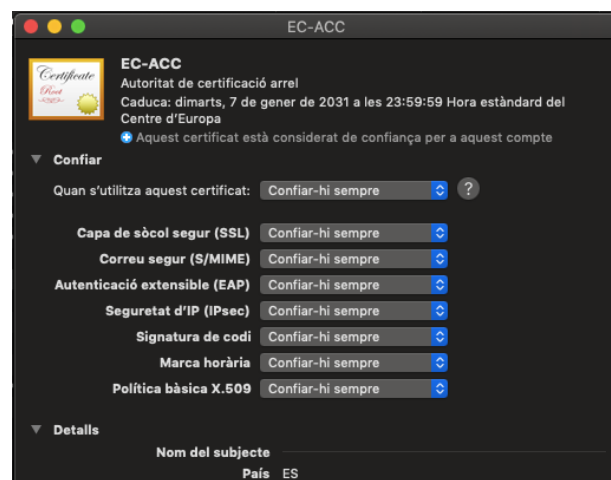 EC-ACC
Certificate
Root
EC-ACC
Autoritat de certificació arrel
Caduca: dimarts, 7 de gener de 2031 a les 23:59:59 Hora estàndard del
Centre d'Europa
Aquest certificat està considerat de confiança per a aquest compte
Confiar
Quan s'utilitza aquest certificat: Confiar-hi sempre ?
Capa de sòcol segur (SSL) Confiar-hi sempre
Correu segur (S/MIME) Confiar-hi sempre
Autenticació extensible (EAP) Confiar-hi sempre
Seguretat d'IP (IPsec) Confiar-hi sempre
Signatura de codi Confiar-hi sempre
Marca horària Confiar-hi sempre
Política bàsica X.509 Confiar-hi sempre
Detalls
Nom del subjecte
País ES